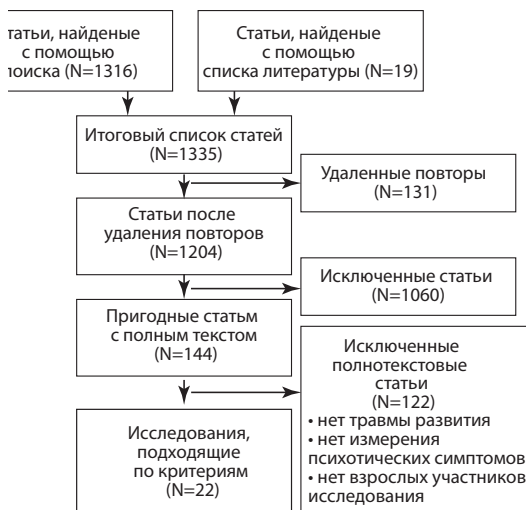 татьи, найденые
с помощью
поиска (N=1316)
Статьи, найденые
с помощью
списка литературы (N=19)
Итоговый список статей
(N=1335)
Удаленные повторы
(N=131)
Статьи после
удаления повторов
(N=1204)
Исключенные статьи
(N=1060)
Пригодные статьм
с полным текстом
(N=144)
Исключенные
полнотекстовые
статьи
(N=122)
• нет травмы развития
• нет измерения
психотических симптомов
• нет взрослых участников
исследования
Исследования,
подходящие
по критериям
(N=22)